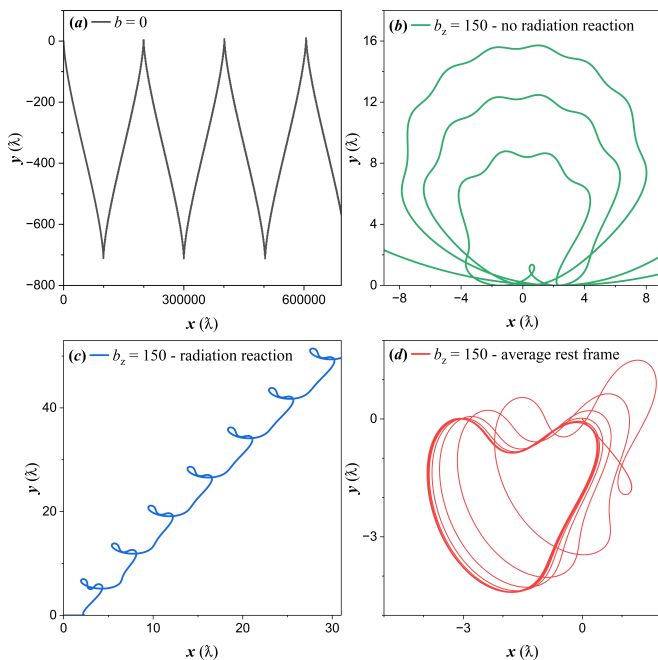 (a) b = 0
0
−200
−400
−600
−800
y (ƛ)
0 300000 600000
x (ƛ)
(b) b_z = 150 - no radiation reaction
16
12
8
4
0
y (ƛ)
−8 −4 0 4 8
x (ƛ)
(c) b_z = 150 - radiation reaction
40
20
0
y (ƛ)
0 10 20 30
x (ƛ)
(d) b_z = 150 - average rest frame
0
−3
y (ƛ)
−3 0
x (ƛ)